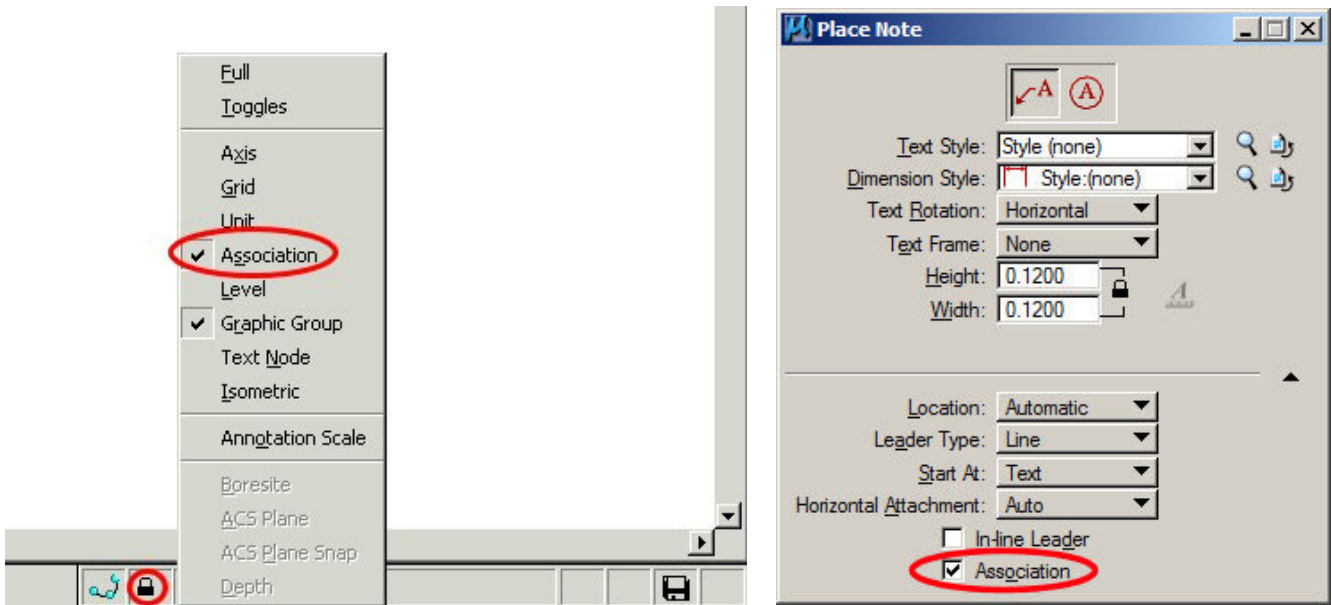 Full
Toggles
Axis
Grid
Unit
Association
Level
Graphic Group
Text Node
Isometric
Annotation Scale
Boresite
ACS Plane
ACS Plane Snap
Depth
Place Note
A A
Text Style: Style (none)
Dimension Style: Style:(none)
Text Rotation: Horizontal
Text Frame: None
Height: 0.1200
A
Width: 0.1200
Location: Automatic
Leader Type: Line
Start At: Text
Horizontal Attachment: Auto
In-line Leader
Association